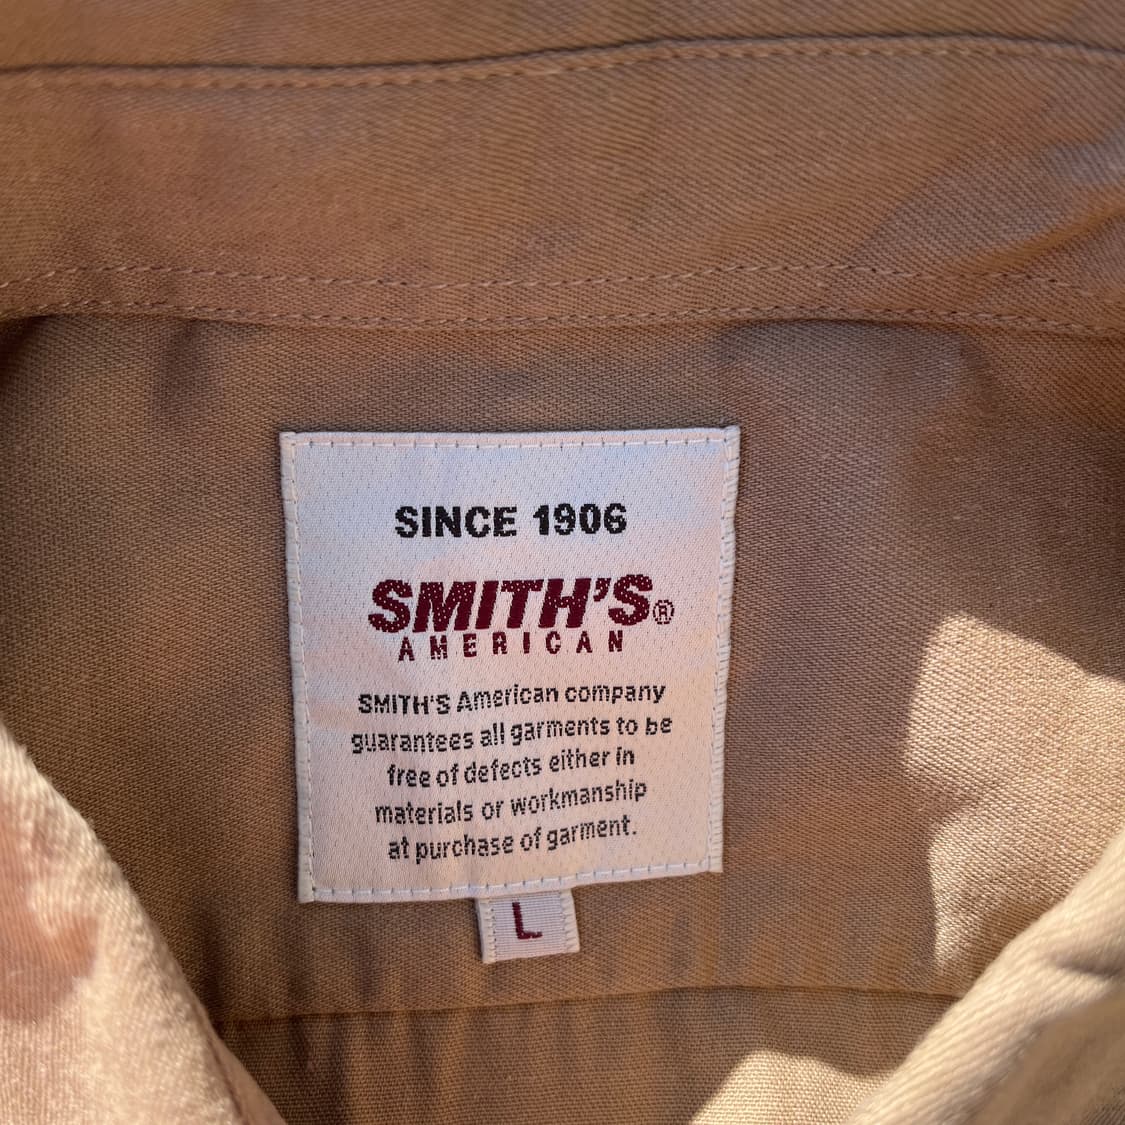 SINCE 1906
SMITH'S®
AMERICAN
SMITH'S American company
guarantees all garments to be
free of defects either in
materials or workmanship
at purchase of garment.
L